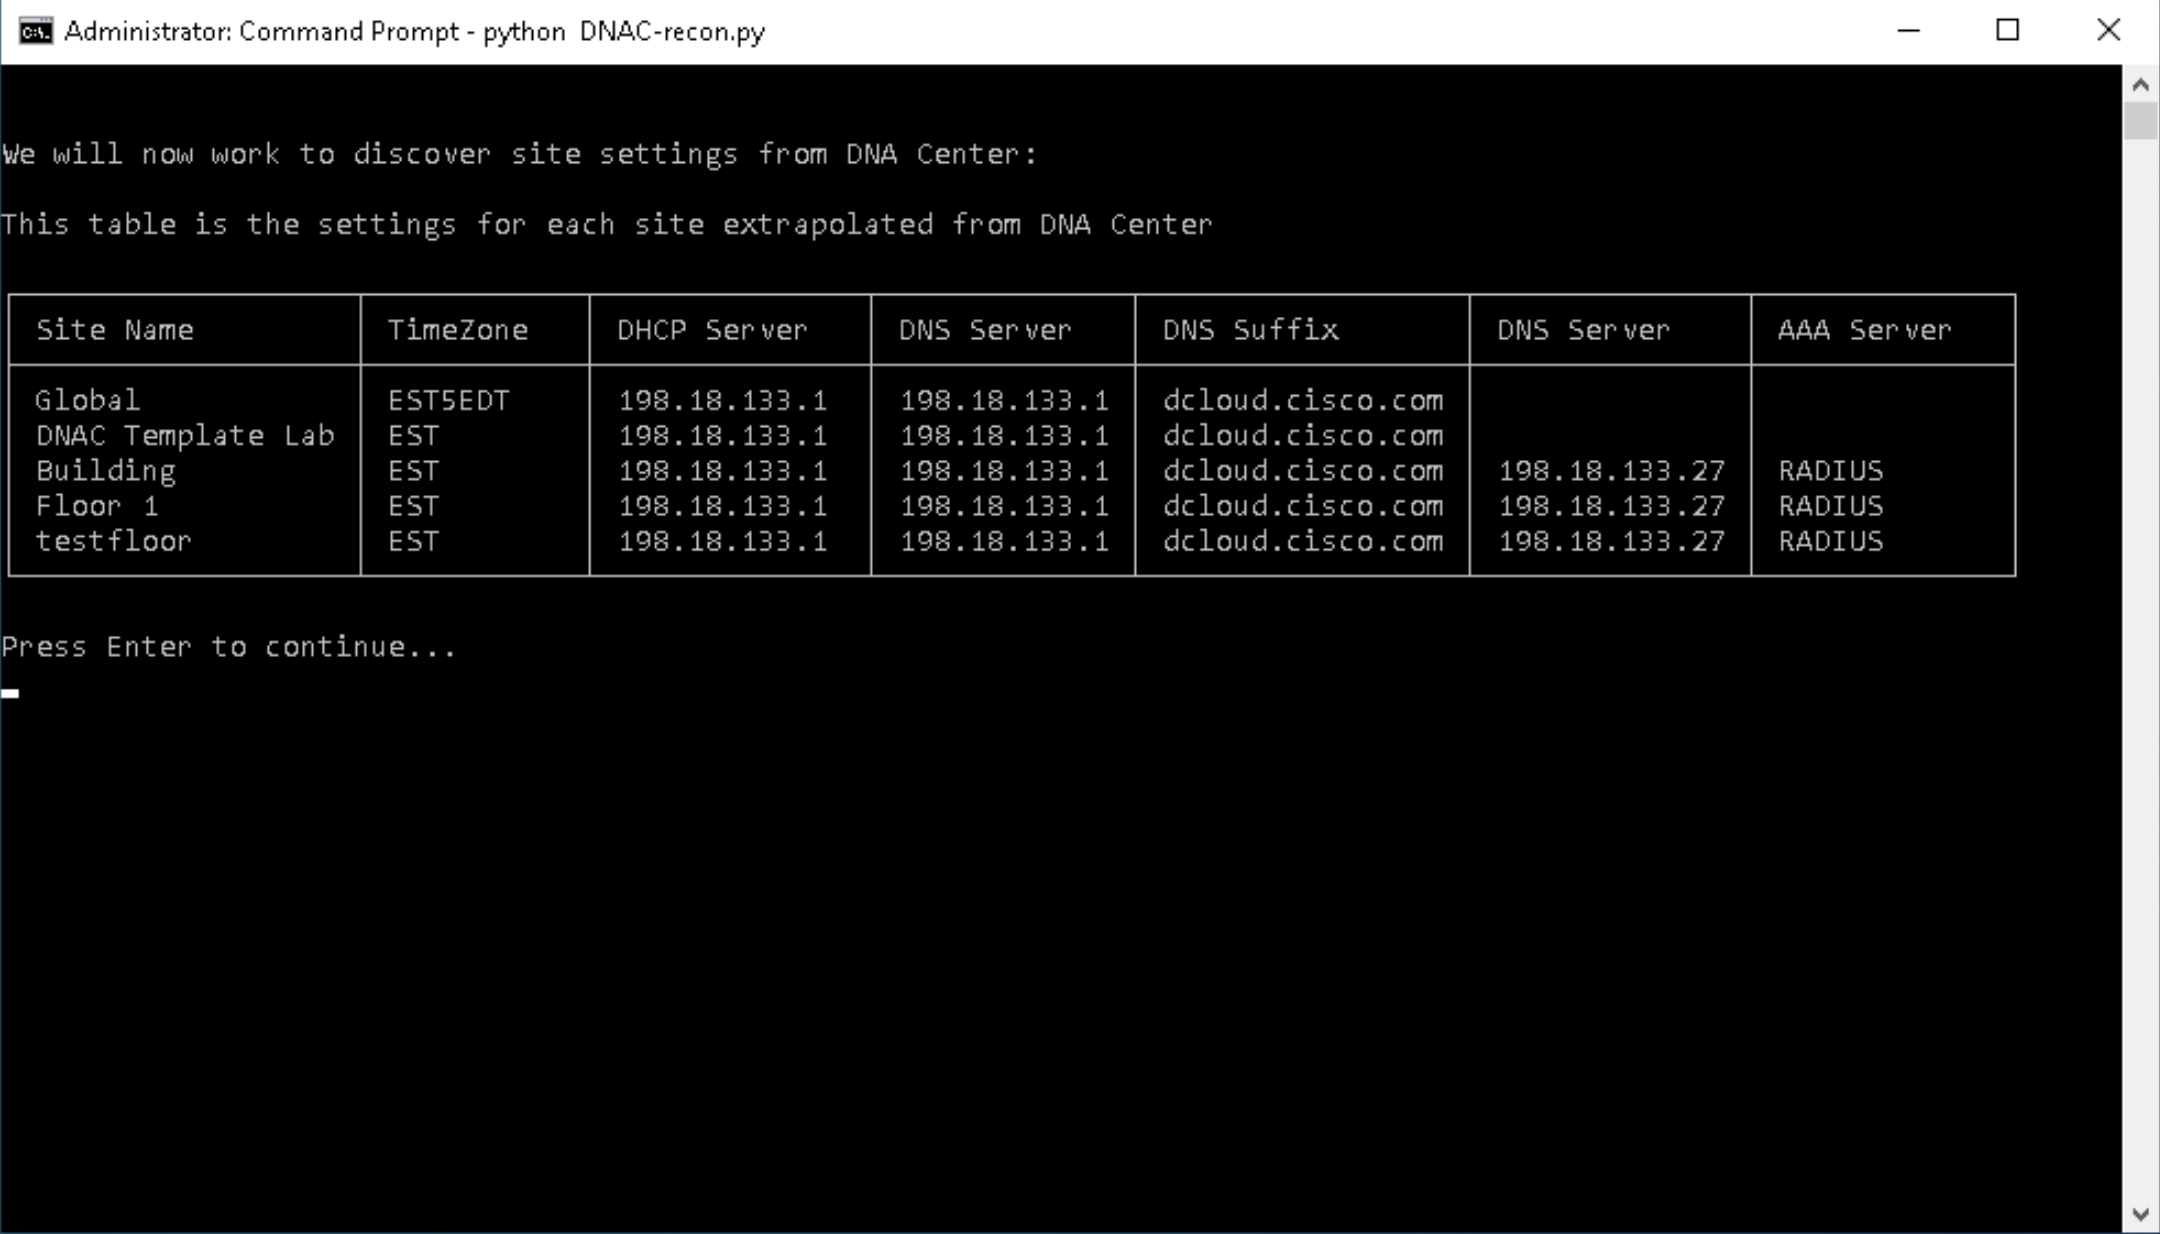 Administrator: Command Prompt - python  DNAC-recon.py
We will now work to discover site settings from DNA Center:
This table is the settings for each site extrapolated from DNA Center
Site Name TimeZone DHCP Server DNS Server DNS Suffix DNS Server AAA Server
Global EST5EDT 198.18.133.1 198.18.133.1 dcloud.cisco.com
DNAC Template Lab EST 198.18.133.1 198.18.133.1 dcloud.cisco.com
Building EST 198.18.133.1 198.18.133.1 dcloud.cisco.com 198.18.133.27 RADIUS
Floor 1 EST 198.18.133.1 198.18.133.1 dcloud.cisco.com 198.18.133.27 RADIUS
testfloor EST 198.18.133.1 198.18.133.1 dcloud.cisco.com 198.18.133.27 RADIUS
Press Enter to continue...